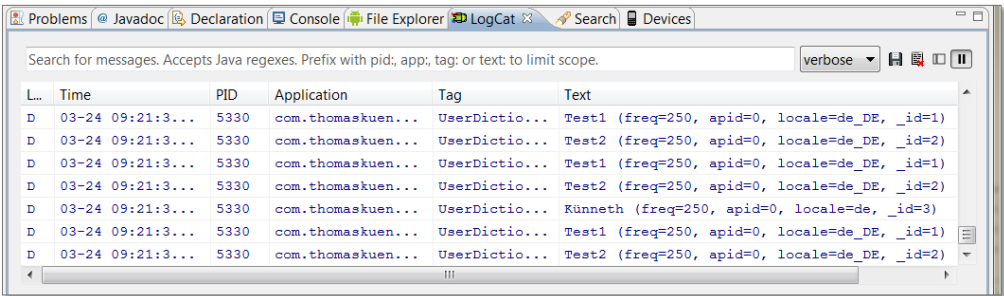 Problems @ Javadoc Declaration Console File Explorer LogCat Search Devices
Search for messages. Accepts Java regexes. Prefix with pid:, app:, tag: or text: to limit scope. verbose
L... Time PID Application Tag Text
D 03-24 09:21:3... 5330 com.thomaskuen... UserDictio... Test1 (freq=250, apid=0, locale=de_DE, _id=1)
D 03-24 09:21:3... 5330 com.thomaskuen... UserDictio... Test2 (freq=250, apid=0, locale=de_DE, _id=2)
D 03-24 09:21:3... 5330 com.thomaskuen... UserDictio... Test1 (freq=250, apid=0, locale=de_DE, _id=1)
D 03-24 09:21:3... 5330 com.thomaskuen... UserDictio... Test2 (freq=250, apid=0, locale=de_DE, _id=2)
D 03-24 09:21:3... 5330 com.thomaskuen... UserDictio... Künneth (freq=250, apid=0, locale=de, _id=3)
D 03-24 09:21:3... 5330 com.thomaskuen... UserDictio... Test1 (freq=250, apid=0, locale=de_DE, _id=1)
D 03-24 09:21:3... 5330 com.thomaskuen... UserDictio... Test2 (freq=250, apid=0, locale=de_DE, _id=2)